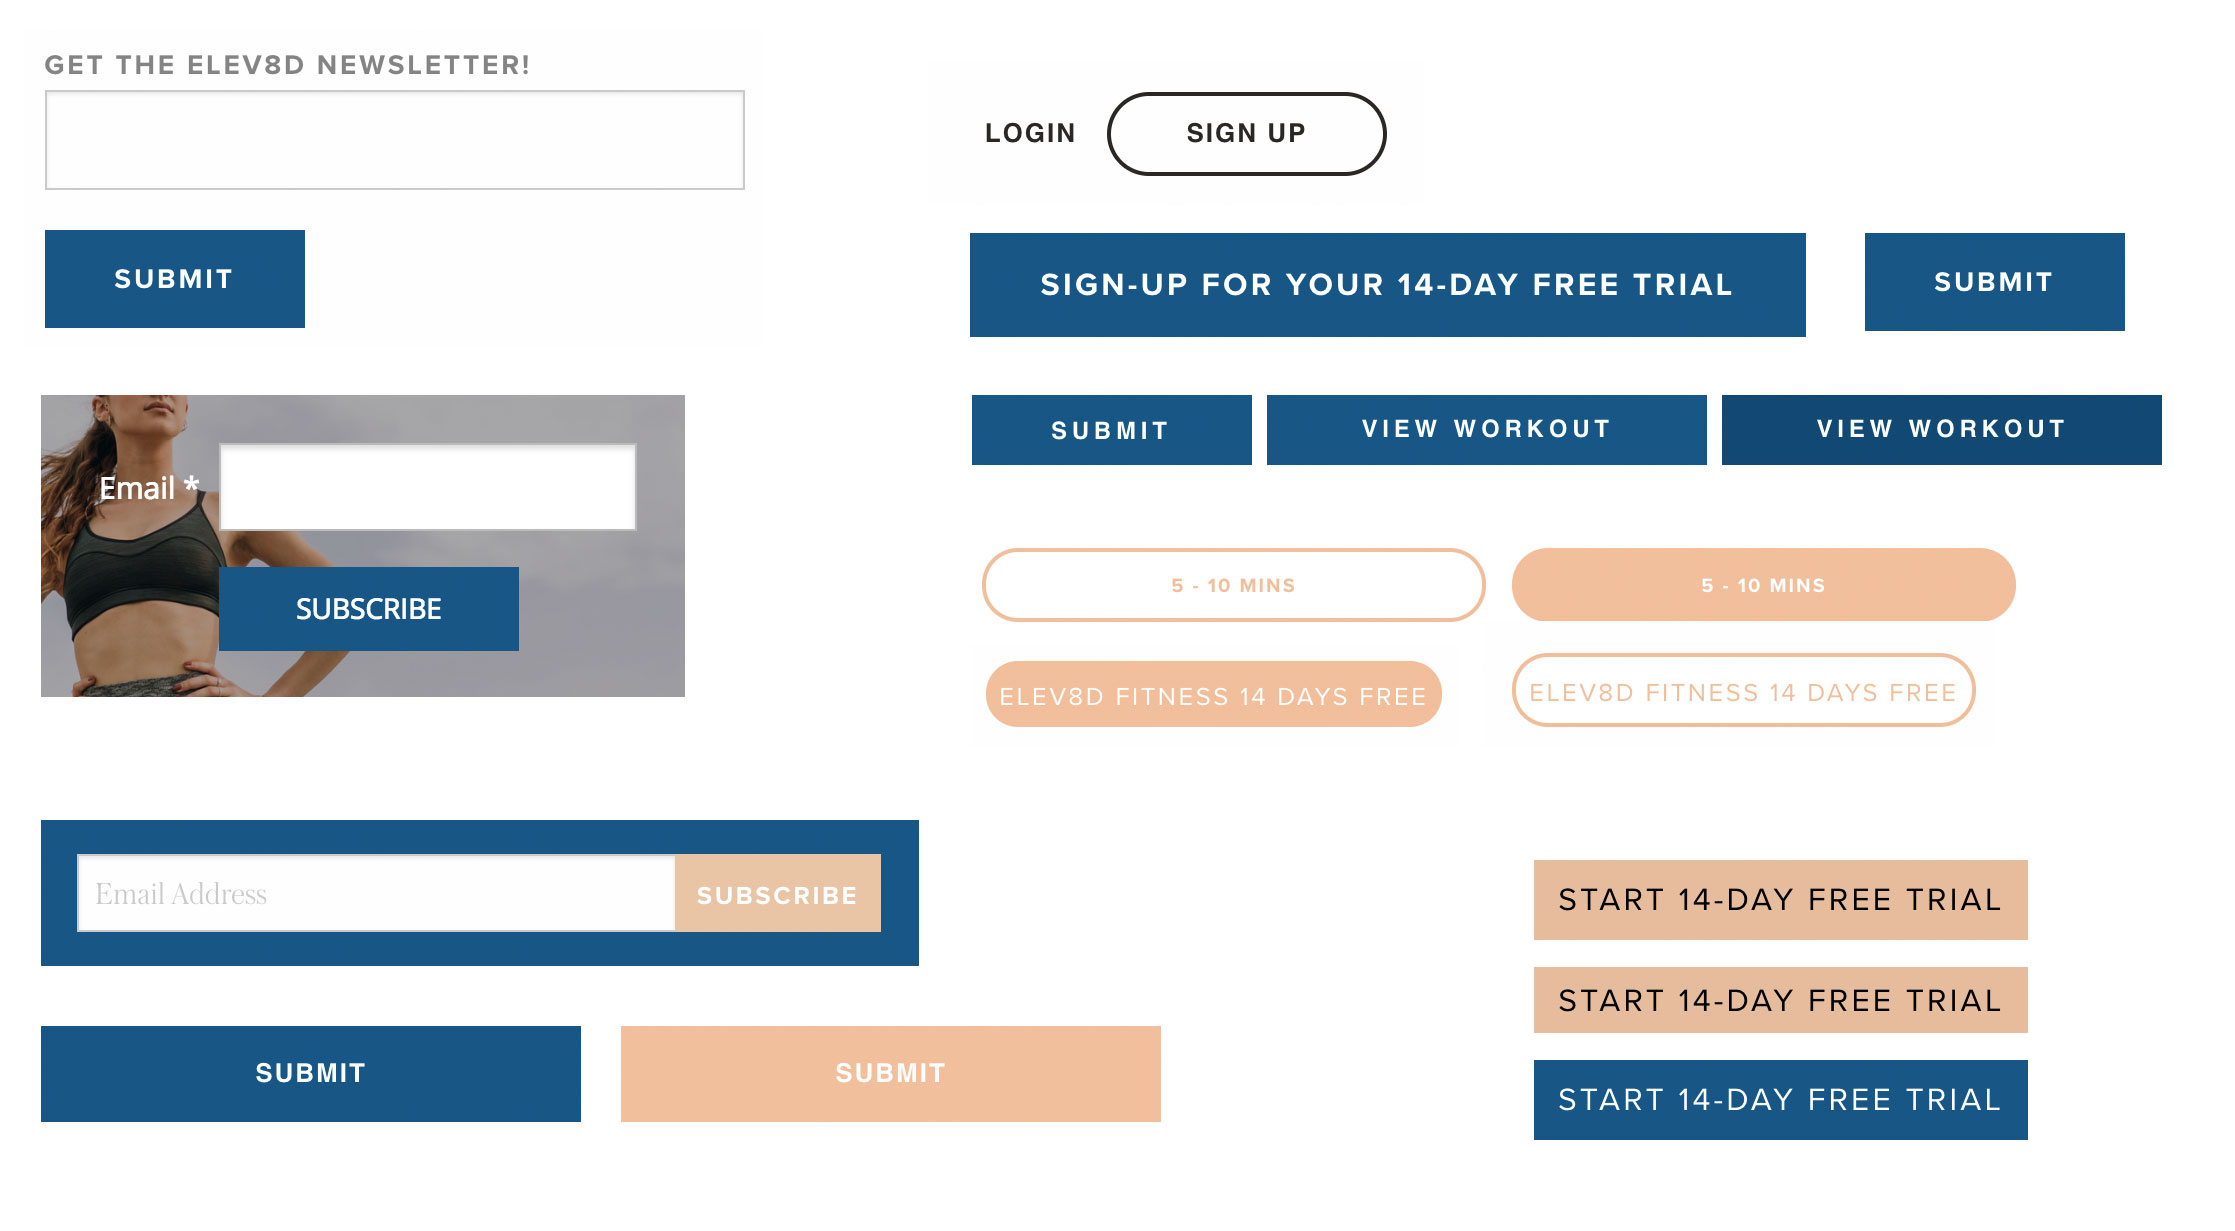 GET THE ELEV8D NEWSLETTER!
LOGIN
SIGN UP
SUBMIT
SIGN-UP FOR YOUR 14-DAY FREE TRIAL
SUBMIT
SUBMIT
VIEW WORKOUT
VIEW WORKOUT
Email *
SUBSCRIBE
5 - 10 MINS
5 - 10 MINS
ELEV8D FITNESS 14 DAYS FREE
ELEV8D FITNESS 14 DAYS FREE
Email Address
SUBSCRIBE
START 14-DAY FREE TRIAL
START 14-DAY FREE TRIAL
START 14-DAY FREE TRIAL
SUBMIT
SUBMIT